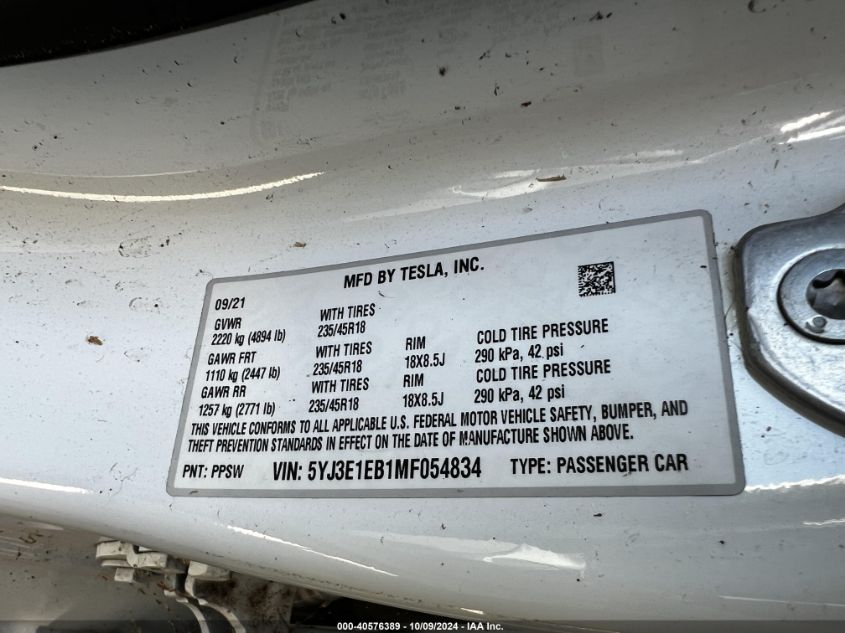 MFD BY TESLA, INC.
09/21
GVWR WITH TIRES
2220 kg (4894 lb) 235/45R18
GAWR FRT WITH TIRES RIM COLD TIRE PRESSURE
1110 kg (2447 lb) 235/45R18 18X8.5J 290 kPa, 42 psi
GAWR RR WITH TIRES RIM COLD TIRE PRESSURE
1257 kg (2771 lb) 235/45R18 18X8.5J 290 kPa, 42 psi
THIS VEHICLE CONFORMS TO ALL APPLICABLE U.S. FEDERAL MOTOR VEHICLE SAFETY, BUMPER, AND
THEFT PREVENTION STANDARDS IN EFFECT ON THE DATE OF MANUFACTURE SHOWN ABOVE.
PNT: PPSW VIN: 5YJ3E1EB1MF054834 TYPE: PASSENGER CAR
000-40576389 - 10/09/2024 - IAA Inc.